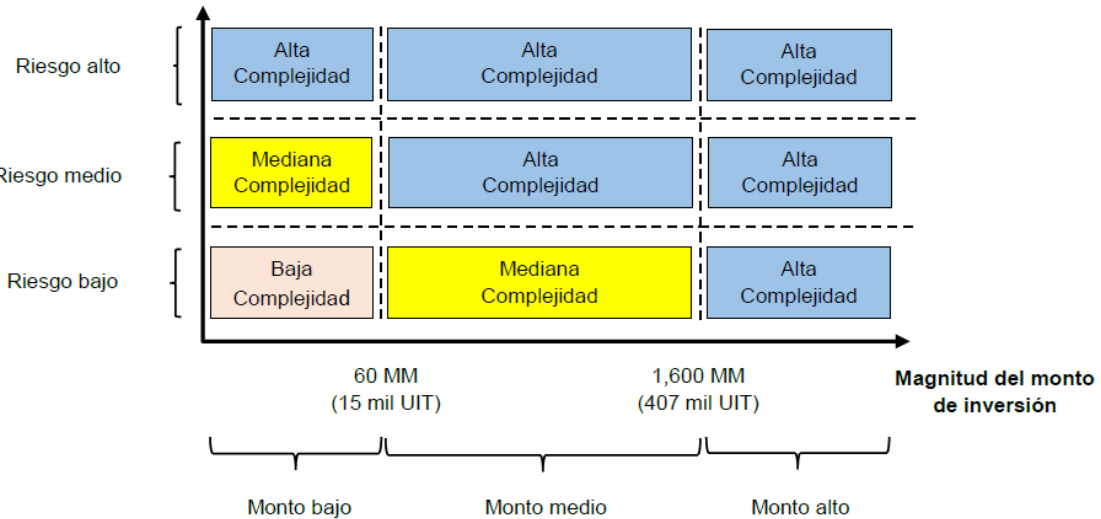 Riesgo alto
Alta
Complejidad
Alta
Complejidad
Alta
Complejidad
Riesgo medio
Mediana
Complejidad
Alta
Complejidad
Alta
Complejidad
Riesgo bajo
Baja
Complejidad
Mediana
Complejidad
Alta
Complejidad
60 MM
(15 mil UIT)
1,600 MM
(407 mil UIT)
Magnitud del monto
de inversión
Monto bajo
Monto medio
Monto alto